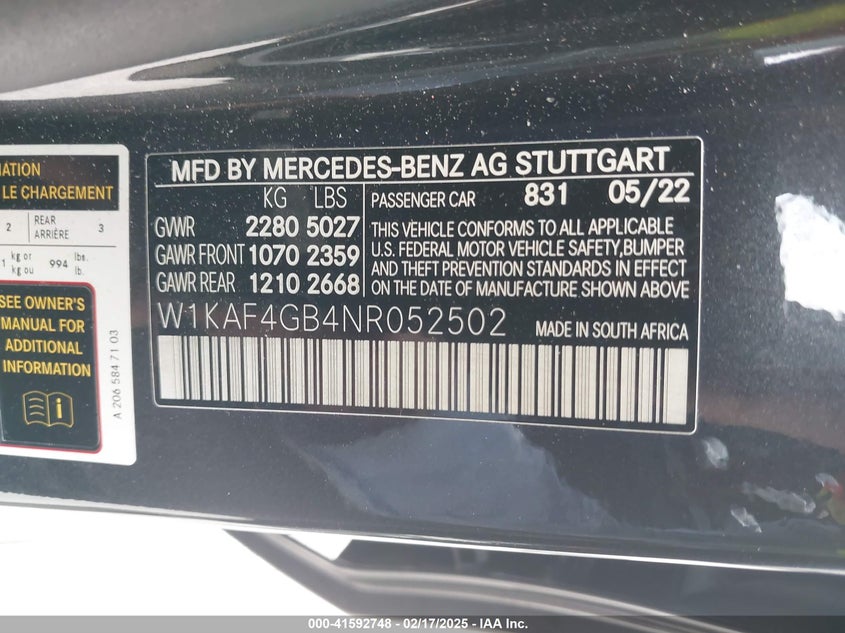 MATION
LE CHARGEMENT
2 REAR ARRIÈRE 3
kg or kg ou 994 lbs. lb.
SEE OWNER'S
MANUAL FOR
ADDITIONAL
INFORMATION
A 206 584 71 03
MFD BY MERCEDES-BENZ AG STUTTGART
KG LBS
GVWR 2280 5027
GAWR FRONT 1070 2359
GAWR REAR 1210 2668
PASSENGER CAR 831 05/22
THIS VEHICLE CONFORMS TO ALL APPLICABLE
U.S. FEDERAL MOTOR VEHICLE SAFETY,BUMPER
AND THEFT PREVENTION STANDARDS IN EFFECT
ON THE DATE OF MANUFACTURE SHOWN ABOVE
W1KAF4GB4NR052502 MADE IN SOUTH AFRICA
000-41592748 - 02/17/2025 - IAA, Inc.